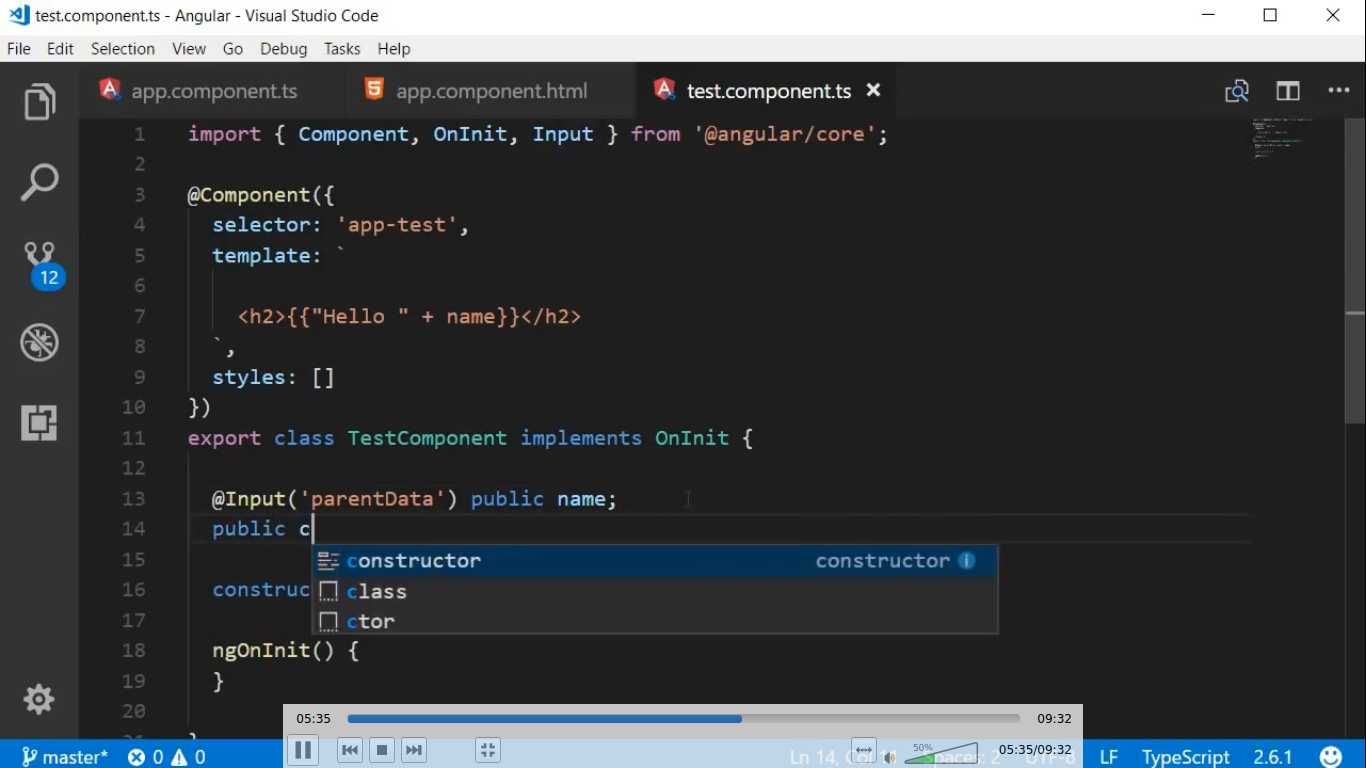 test.component.ts - Angular - Visual Studio Code
File Edit Selection View Go Debug Tasks Help
app.component.ts app.component.html test.component.ts
1 import { Component, OnInit, Input } from '@angular/core';
2
3 @Component({
4 selector: 'app-test',
5 template: `
6
7 <h2>{{"Hello " + name}}</h2>
8 `,
9 styles: []
10 })
11 export class TestComponent implements OnInit {
12
13 @Input('parentData') public name;
14 public c
constructor constructor
15
class
16 construc
ctor
17
18 ngOnInit() {
19 }
20
12
05:35 09:32
50% 05:35/09:32
master* 0 0 Ln 14, Spaces: 2 UTF-8 LF TypeScript 2.6.1